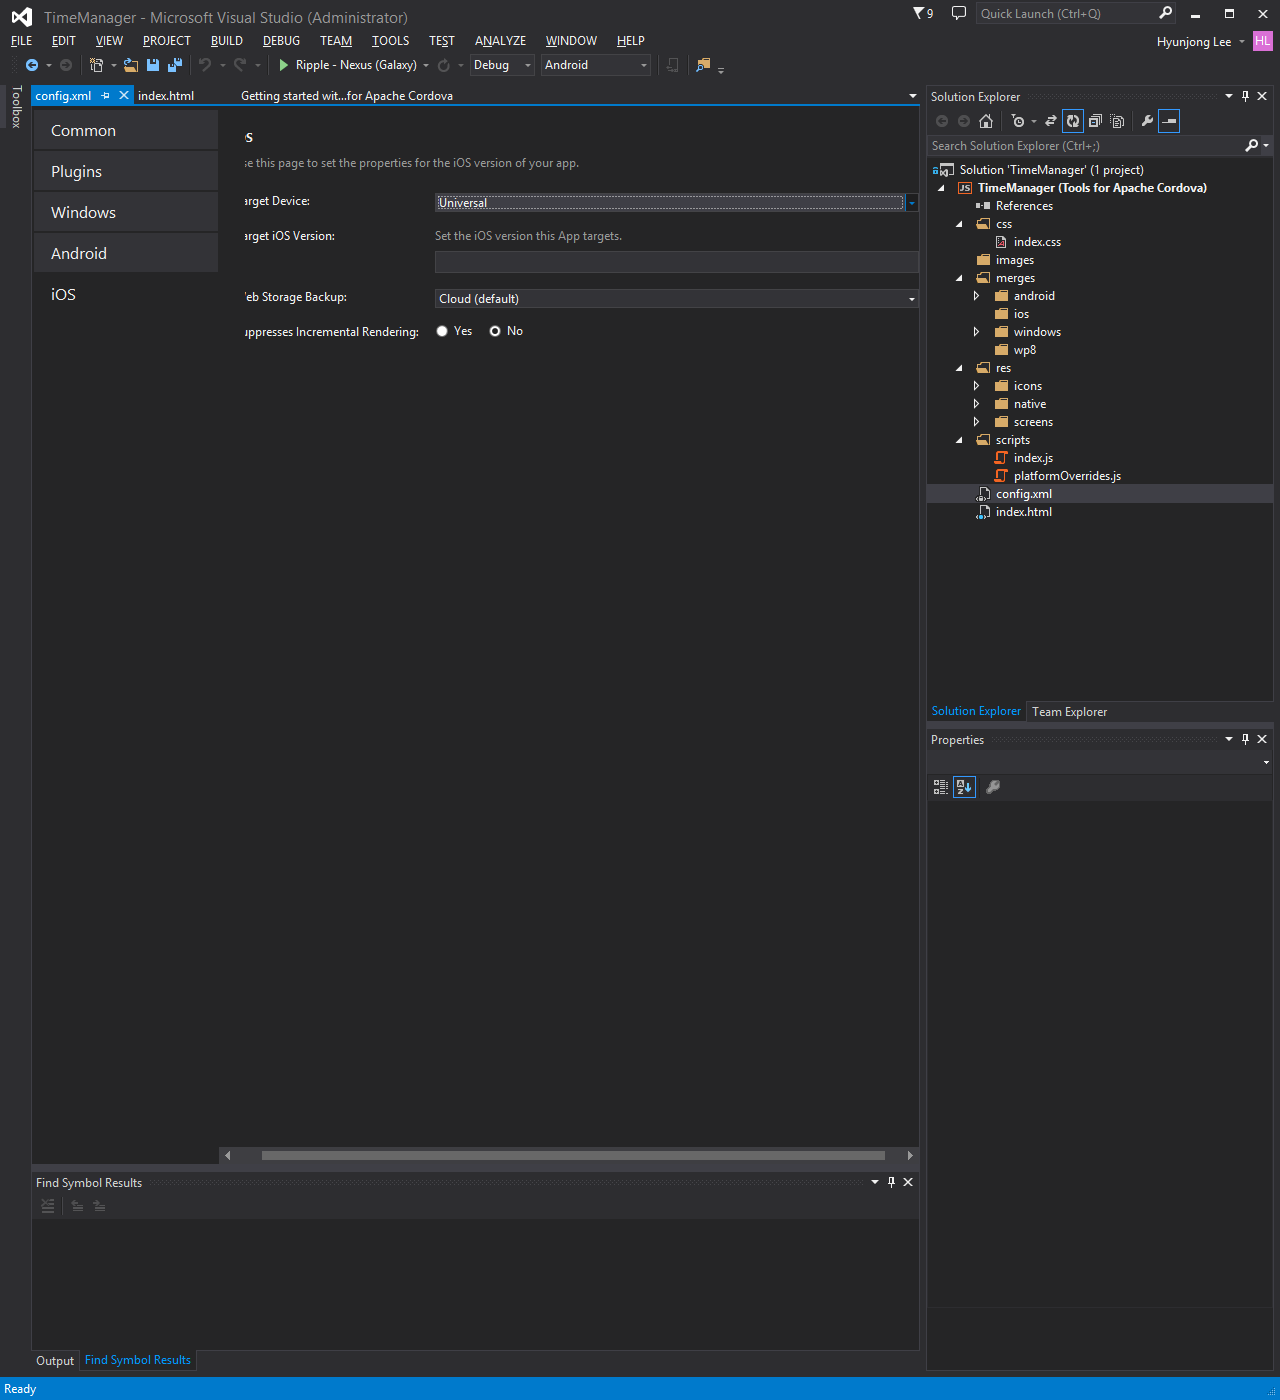 TimeManager - Microsoft Visual Studio (Administrator)
9
Quick Launch (Ctrl+Q)
FILE EDIT VIEW PROJECT BUILD DEBUG TEAM TOOLS TEST ANALYZE WINDOW HELP
Hyunjong Lee HL
Ripple - Nexus (Galaxy) Debug Android
Toolbox
config.xml index.html Getting started wit...for Apache Cordova
Common
Plugins
Windows
Android
iOS
S
se this page to set the properties for the iOS version of your app.
arget Device: Universal
arget iOS Version: Set the iOS version this App targets.
eb Storage Backup: Cloud (default)
uppresses Incremental Rendering: Yes No
Solution Explorer
Search Solution Explorer (Ctrl+;)
Solution 'TimeManager' (1 project)
JS TimeManager (Tools for Apache Cordova)
References
css
index.css
images
merges
android
ios
windows
wp8
res
icons
native
screens
scripts
index.js
platformOverrides.js
config.xml
index.html
Solution Explorer Team Explorer
Properties
Find Symbol Results
Output Find Symbol Results
Ready